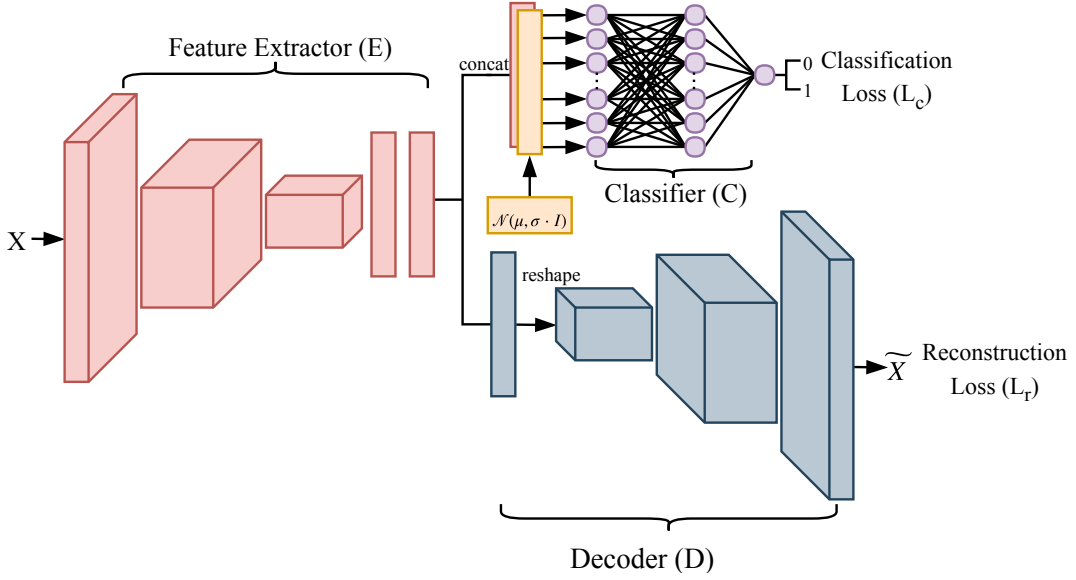 Feature Extractor (E)
X
concat
𝒩(μ, σ · I)
0
1
Classification
Loss (L_c)
Classifier (C)
reshape
X̃
Reconstruction
Loss (L_r)
Decoder (D)